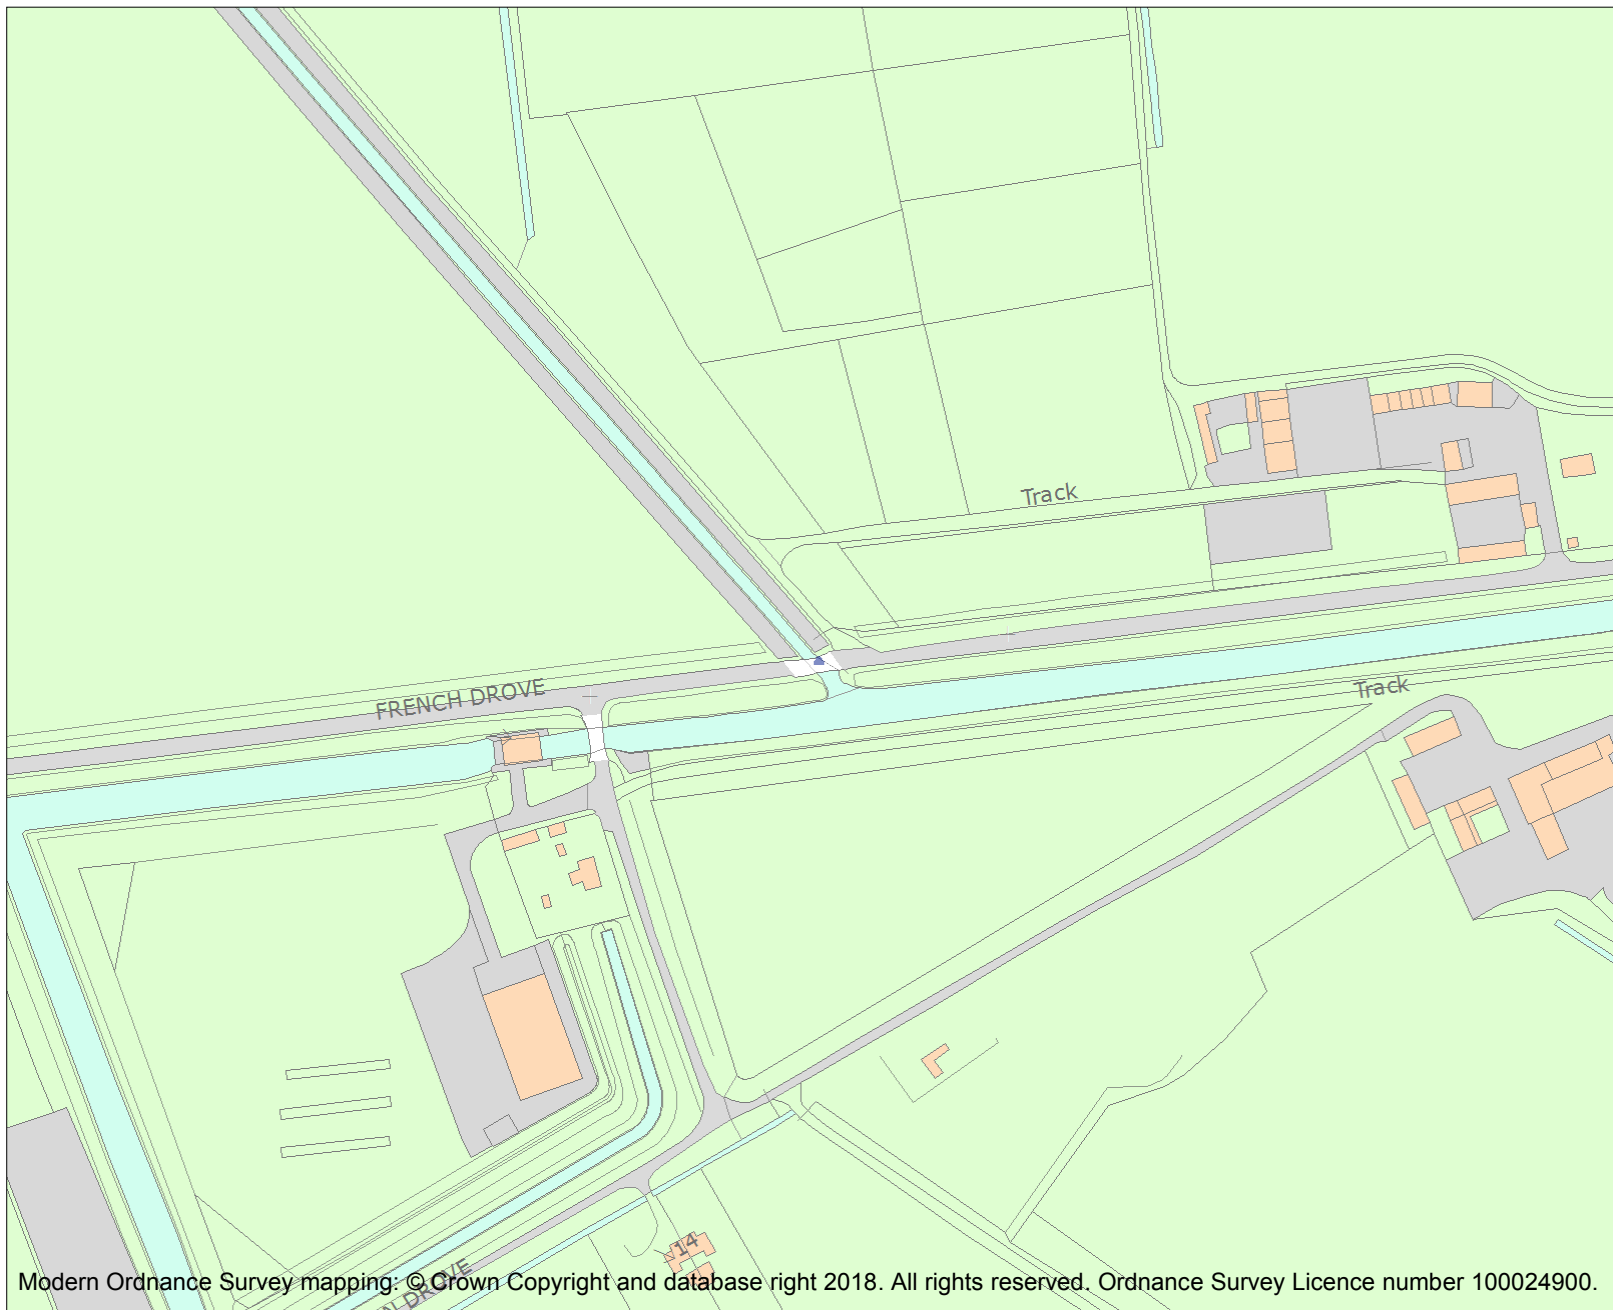 Track
Track
FRENCH DROVE
14
DROVE
Modern Ordnance Survey mapping: © Crown Copyright and database right 2018. All rights reserved. Ordnance Survey Licence number 100024900.